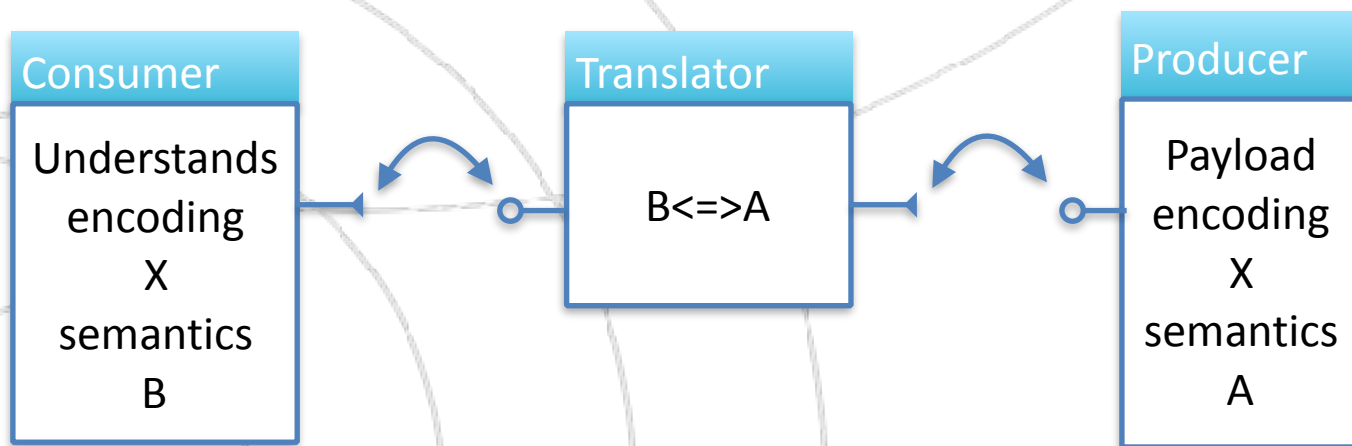 Consumer
Understands
encoding
X
semantics
B
Translator
B<=>A
Producer
Payload
encoding
X
semantics
A